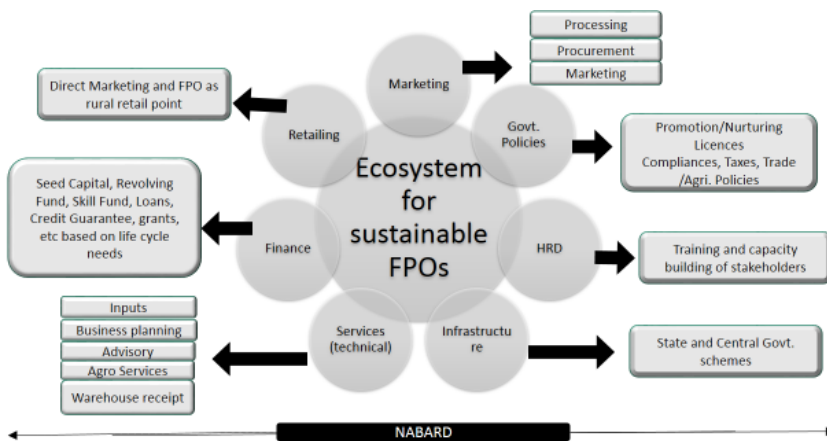 Processing
Procurement
Marketing
Marketing
Direct Marketing and FPO as
rural retail point
Retailing
Govt.
Policies
Promotion/Nurturing
Licences
Compliances, Taxes, Trade
/Agri. Policies
Ecosystem
for
sustainable
FPOs
Seed Capital, Revolving
Fund, Skill Fund, Loans,
Credit Guarantee, grants,
etc based on life cycle
needs
Finance
HRD
Training and capacity
building of stakeholders
Inputs
Business planning
Advisory
Agro Services
Warehouse receipt
Services
(technical)
Infrastructu
re
State and Central Govt.
schemes
NABARD